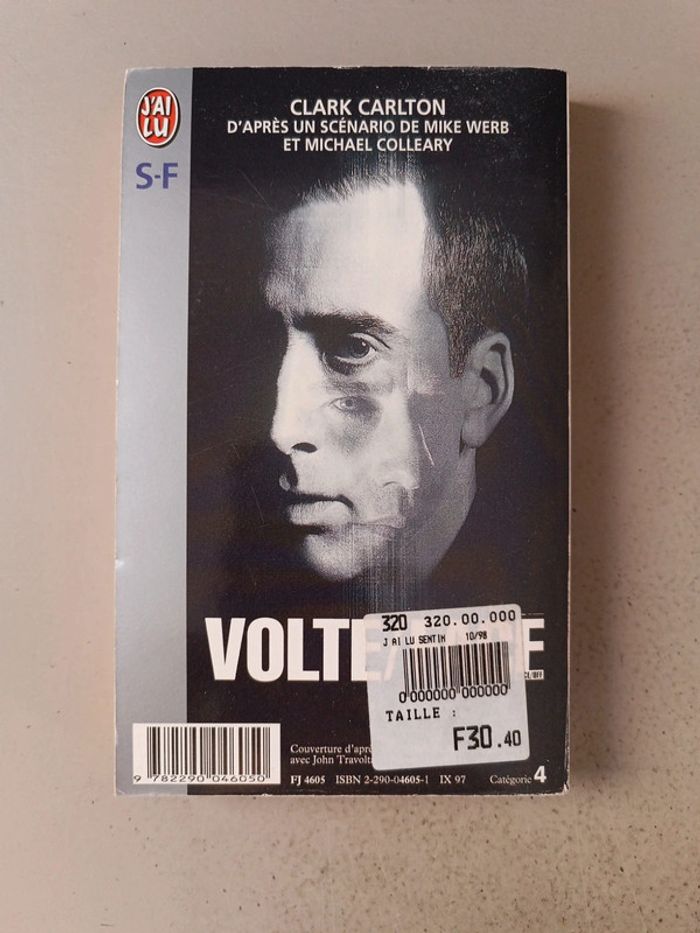 J'AI
LU
S-F
CLARK CARLTON
D'APRÈS UN SCÉNARIO DE MIKE WERB
ET MICHAEL COLLEARY
VOLTE
320 320.00.000
J AI LU SENTIM 10/98
0 000000 000000
TAILLE :
F30.40
Couverture d'aprè
avec John Travolt
9 782290 046050
FJ 4605 ISBN 2-290-04605-1 IX 97 Catégorie 4